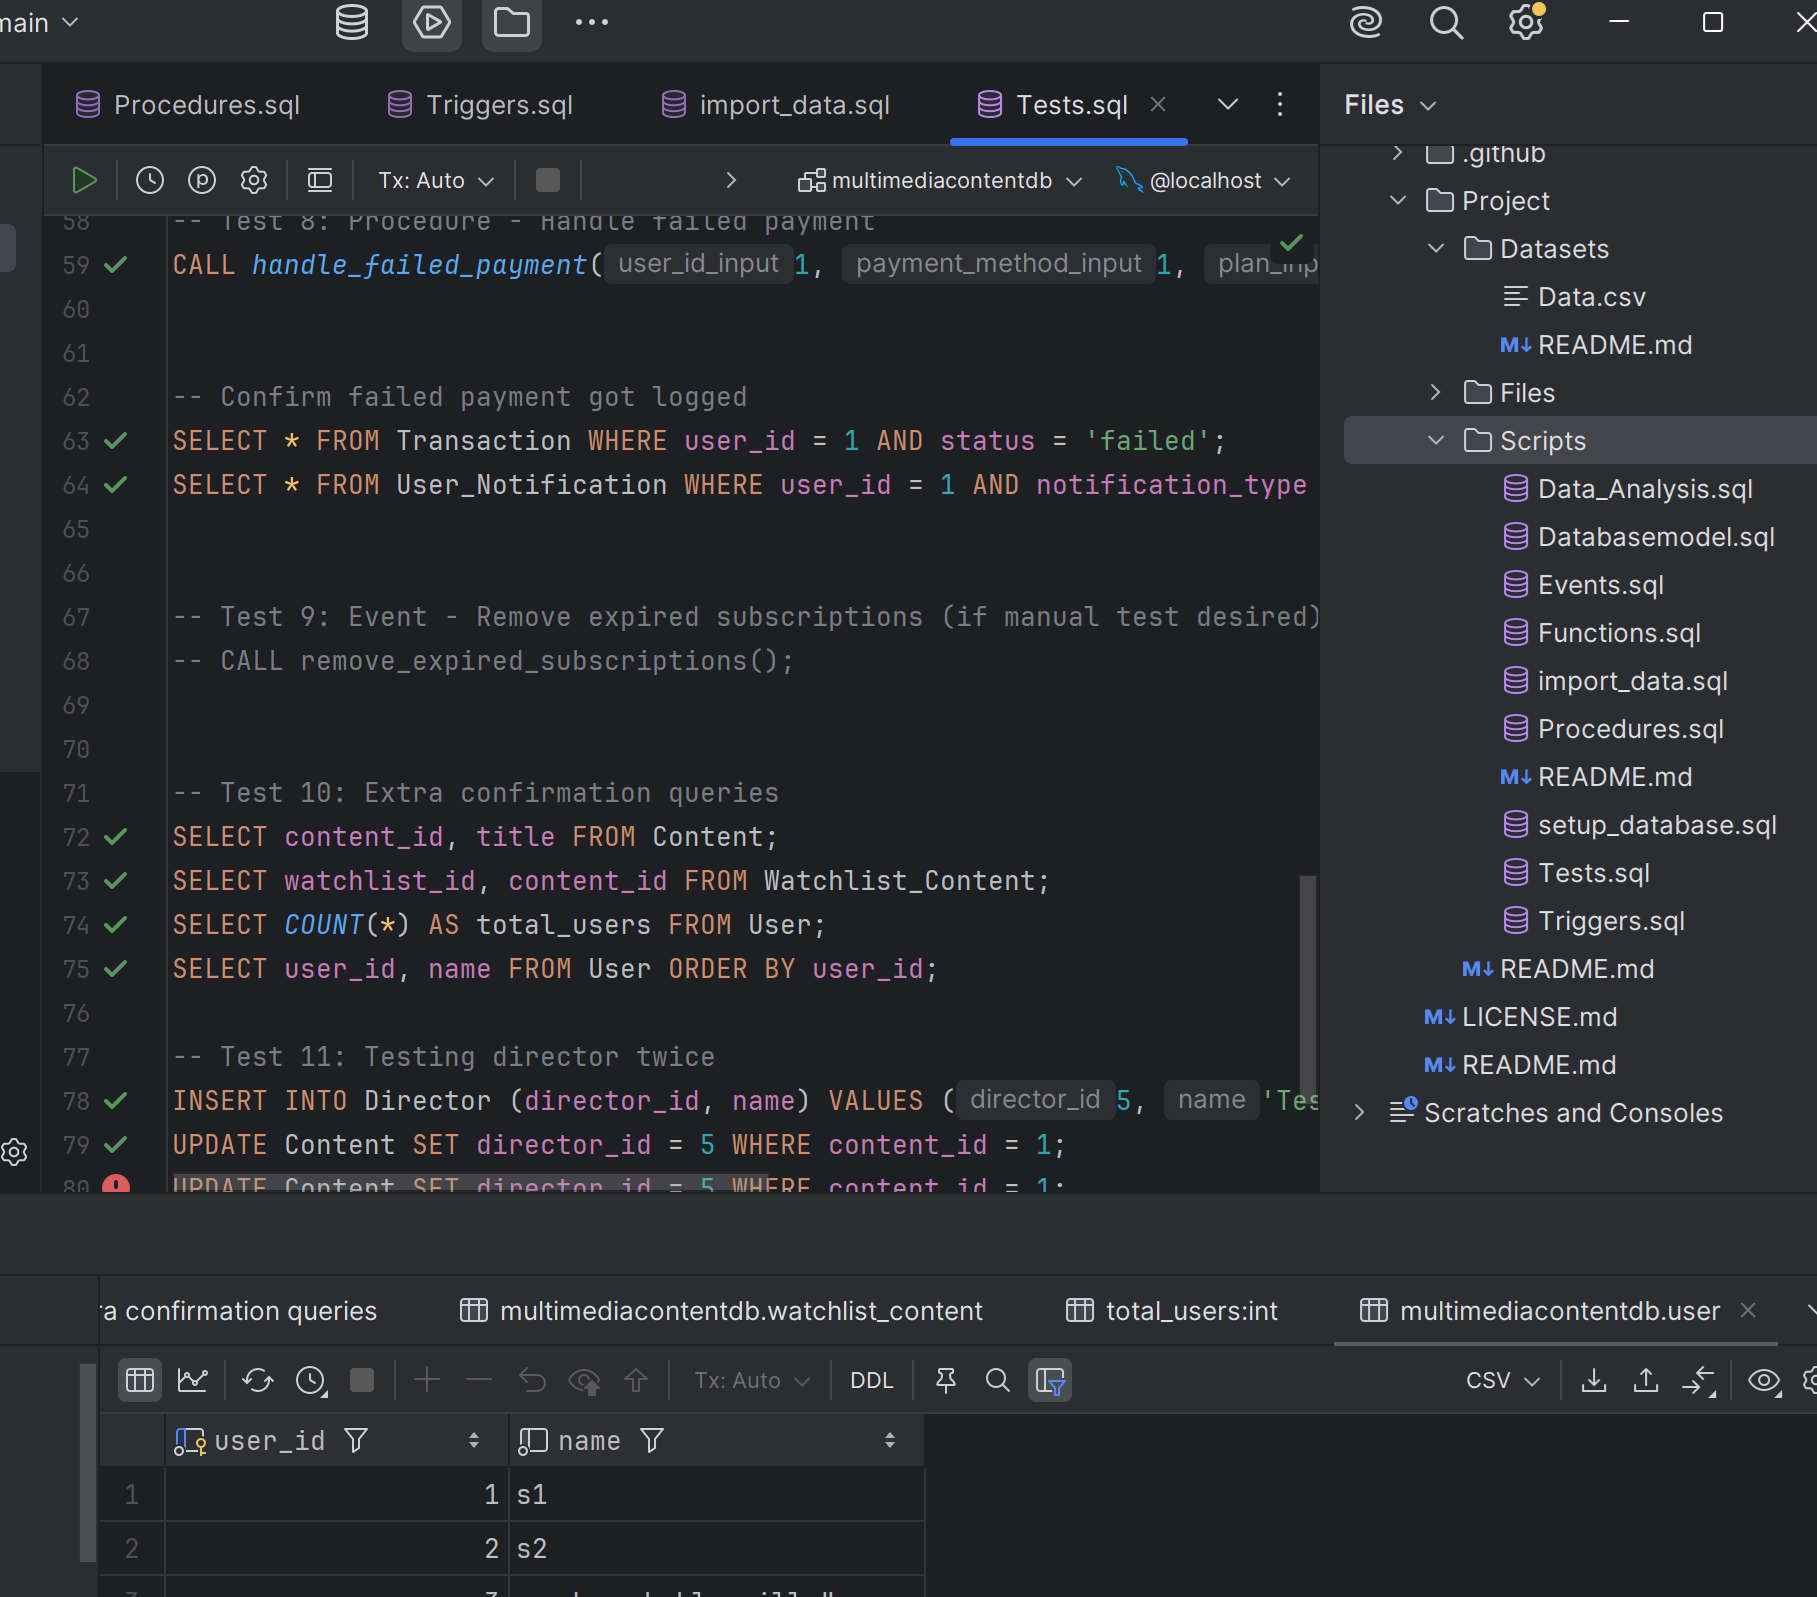 main
Procedures.sql
Triggers.sql
import_data.sql
Tests.sql
Files
Tx: Auto
multimediacontentdb
@localhost
58 -- Test 8: Procedure - Handle failed payment
59 CALL handle_failed_payment( user_id_input 1, payment_method_input 1, plan_inp
60
61
62 -- Confirm failed payment got logged
63 SELECT * FROM Transaction WHERE user_id = 1 AND status = 'failed';
64 SELECT * FROM User_Notification WHERE user_id = 1 AND notification_type
65
66
67 -- Test 9: Event - Remove expired subscriptions (if manual test desired)
68 -- CALL remove_expired_subscriptions();
69
70
71 -- Test 10: Extra confirmation queries
72 SELECT content_id, title FROM Content;
73 SELECT watchlist_id, content_id FROM Watchlist_Content;
74 SELECT COUNT(*) AS total_users FROM User;
75 SELECT user_id, name FROM User ORDER BY user_id;
76
77 -- Test 11: Testing director twice
78 INSERT INTO Director (director_id, name) VALUES ( director_id 5, name 'Tes
79 UPDATE Content SET director_id = 5 WHERE content_id = 1;
80 UPDATE Content SET director_id = 5 WHERE content_id = 1;
.github
Project
Datasets
Data.csv
M↓ README.md
Files
Scripts
Data_Analysis.sql
Databasemodel.sql
Events.sql
Functions.sql
import_data.sql
Procedures.sql
M↓ README.md
setup_database.sql
Tests.sql
Triggers.sql
M↓ README.md
M↓ LICENSE.md
M↓ README.md
Scratches and Consoles
ra confirmation queries
multimediacontentdb.watchlist_content
total_users:int
multimediacontentdb.user
Tx: Auto
DDL
CSV
user_id name
1 1 s1
2 2 s2
3 3